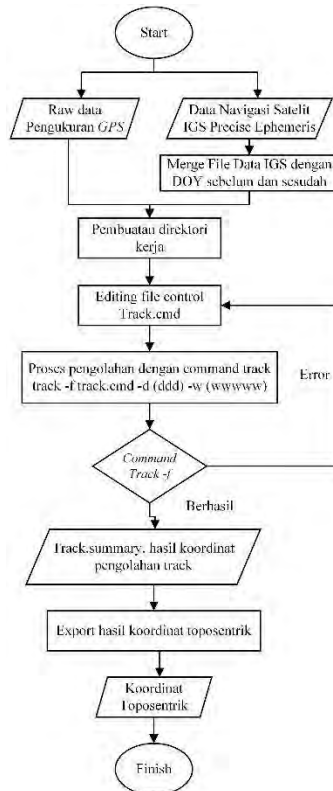 Start
Raw data
Pengukuran GPS
Data Navigasi Satelit
IGS Precise Ephemeris
Merge File Data IGS dengan
DOY sebelum dan sesudah
Pembuatan direktori
kerja
Editing file control
Track.cmd
Proses pengolahan dengan command track
track -f track.cmd -d (ddd) -w (wwwww)
Error
Command
Track -f
Berhasil
Track.summary, hasil koordinat
pengolahan track
Export hasil koordinat toposentrik
Koordinat
Toposentrik
Finish